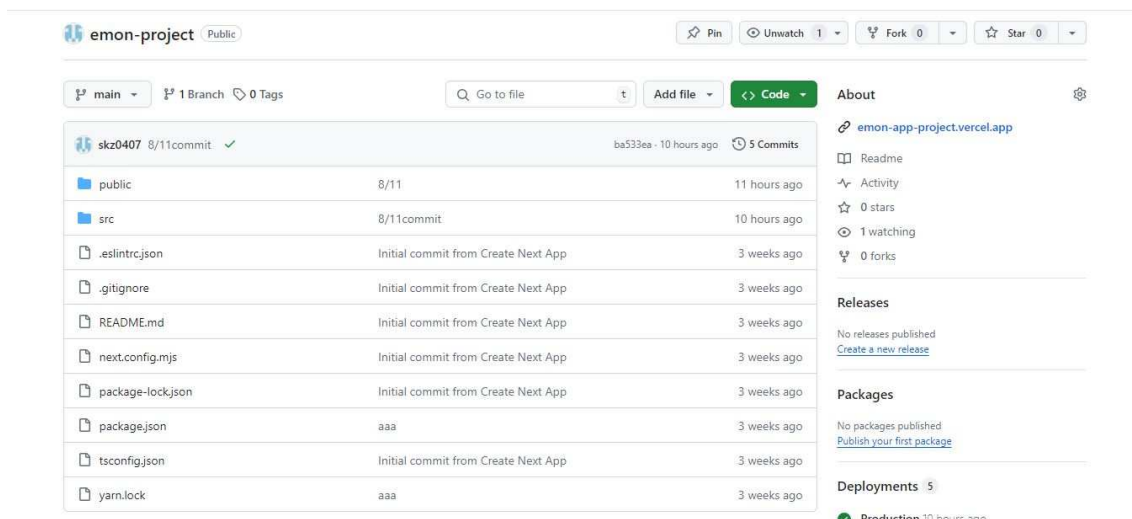 emon-project Public
Pin Unwatch 1 Fork 0 Star 0
main 1 Branch 0 Tags Go to file t Add file Code
skz0407 8/11commit ba533ea · 10 hours ago 5 Commits
public 8/11 11 hours ago
src 8/11commit 10 hours ago
.eslintrc.json Initial commit from Create Next App 3 weeks ago
.gitignore Initial commit from Create Next App 3 weeks ago
README.md Initial commit from Create Next App 3 weeks ago
next.config.mjs Initial commit from Create Next App 3 weeks ago
package-lock.json Initial commit from Create Next App 3 weeks ago
package.json aaa 3 weeks ago
tsconfig.json Initial commit from Create Next App 3 weeks ago
yarn.lock aaa 3 weeks ago
About
emon-app-project.vercel.app
Readme
Activity
0 stars
1 watching
0 forks
Releases
No releases published
Create a new release
Packages
No packages published
Publish your first package
Deployments 5
Production 10 hours ago